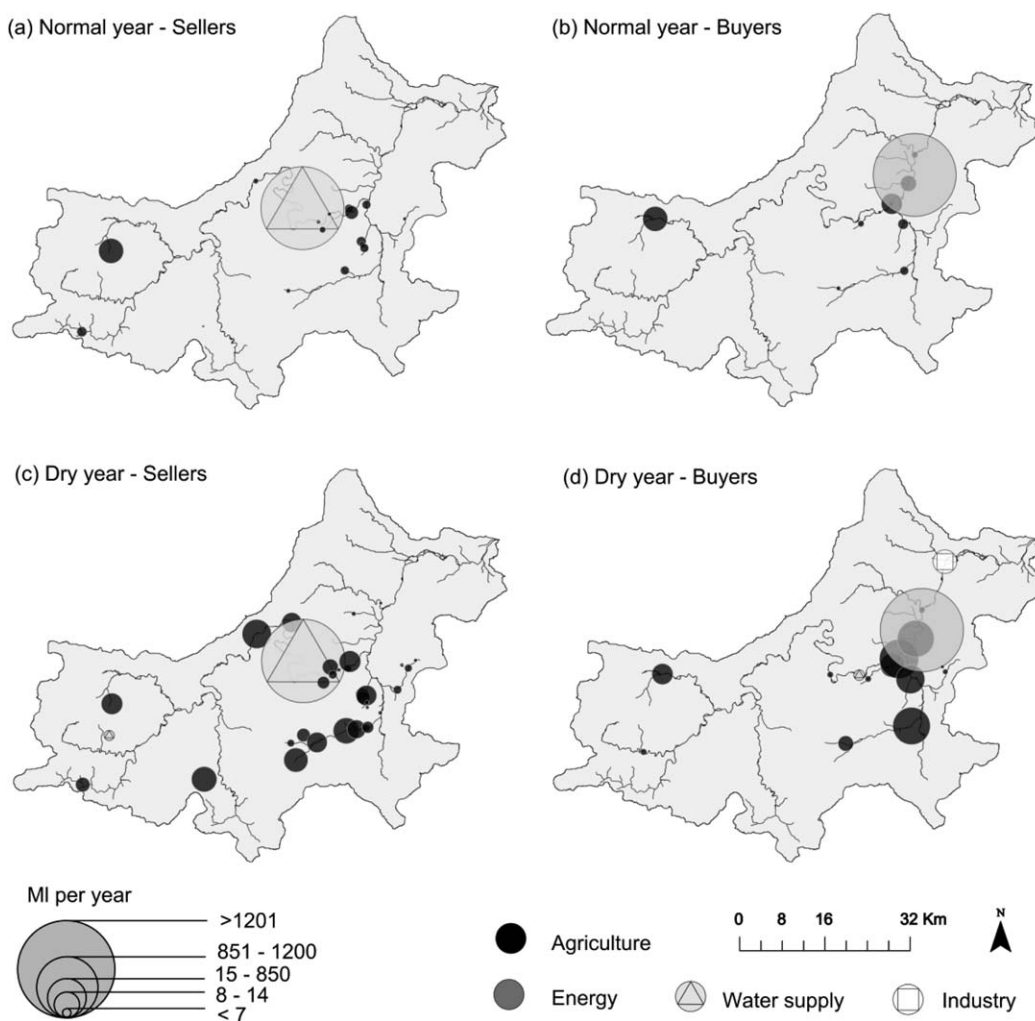 (a) Normal year - Sellers
(b) Normal year - Buyers
(c) Dry year - Sellers
(d) Dry year - Buyers
Ml per year
>1201
851 - 1200
15 - 850
8 - 14
< 7
Agriculture
Energy
Water supply
Industry
0 8 16 32 Km
N